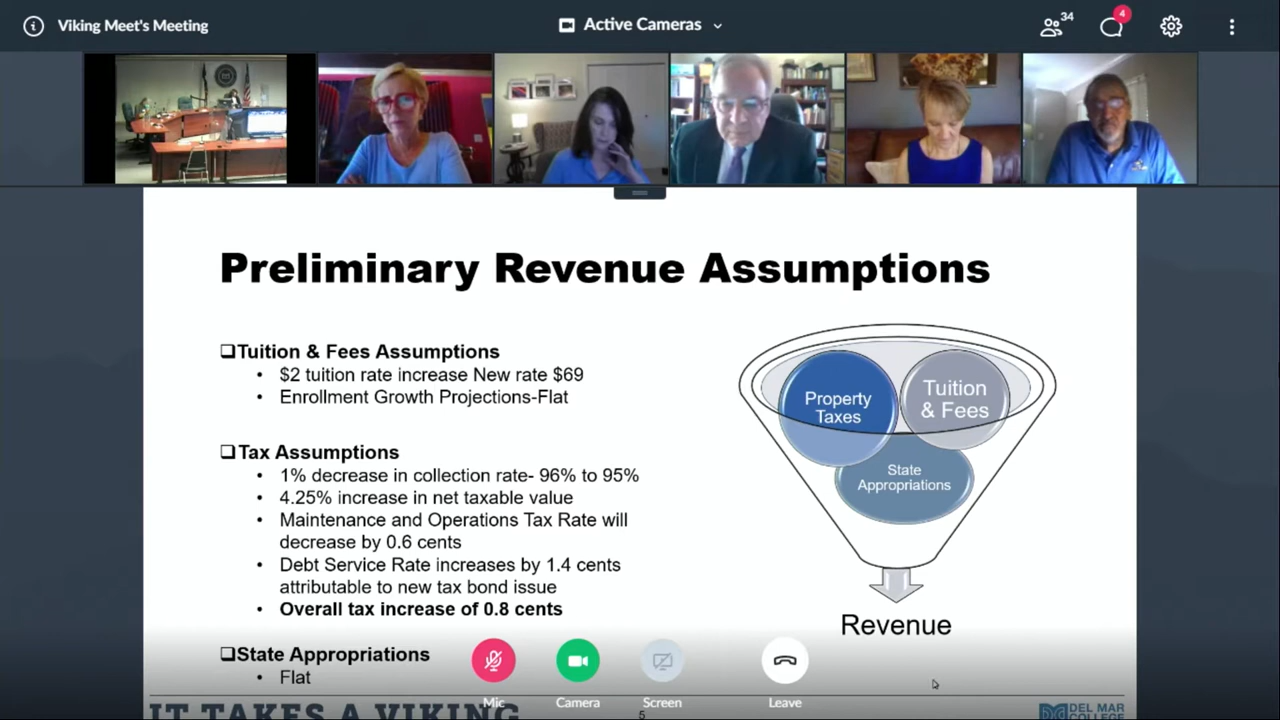 Viking Meet's Meeting
Active Cameras
34
4
Preliminary Revenue Assumptions
Tuition & Fees Assumptions
• $2 tuition rate increase New rate $69
• Enrollment Growth Projections-Flat
Tax Assumptions
• 1% decrease in collection rate- 96% to 95%
• 4.25% increase in net taxable value
• Maintenance and Operations Tax Rate will
decrease by 0.6 cents
• Debt Service Rate increases by 1.4 cents
attributable to new tax bond issue
• Overall tax increase of 0.8 cents
State Appropriations
• Flat
Property
Taxes
Tuition
& Fees
State
Appropriations
Revenue
Mic
Camera
Screen
Leave
IT TAKES A VIKING
5
DEL MAR
COLLEGE